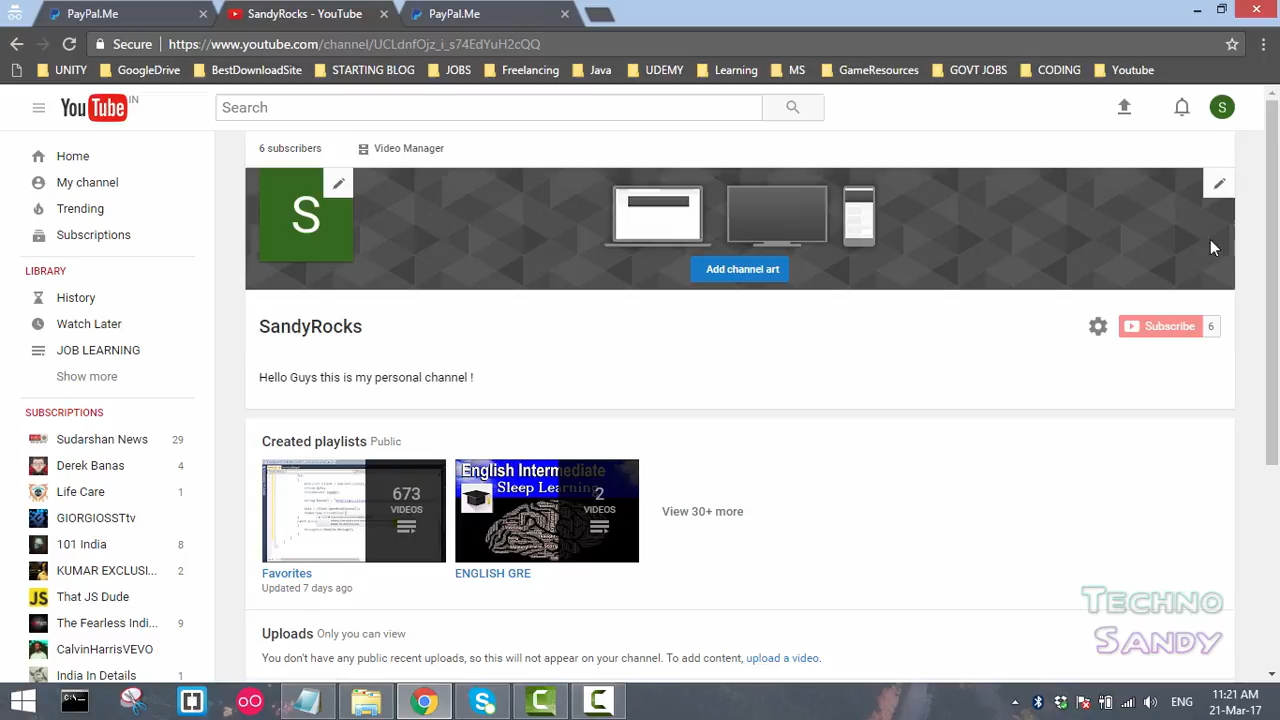 PayPal.Me
SandyRocks - YouTube
PayPal.Me
Secure
https://www.youtube.com/channel/UCLdnfOjz_i_s74EdYuH2cQQ
UNITY
GoogleDrive
BestDownloadSite
STARTING BLOG
JOBS
Freelancing
Java
UDEMY
Learning
MS
GameResources
GOVT JOBS
CODING
Youtube
YouTube IN
Search
S
6 subscribers
Video Manager
Home
My channel
Trending
Subscriptions
LIBRARY
History
Watch Later
JOB LEARNING
Show more
SUBSCRIPTIONS
Sudarshan News 29
Derek Banas 4
Life Care 1
GIORGIOSSTtv
101 India 8
KUMAR EXCLUSI... 2
JS That JS Dude
The Fearless Indi... 9
CalvinHarrisVEVO
India In Details 1
S
Add channel art
SandyRocks
Subscribe 6
Hello Guys this is my personal channel !
Created playlists Public
673
VIDEOS
Favorites
Updated 7 days ago
English Intermediate
Sleep Learning
2
VIDEOS
ENGLISH GRE
View 30+ more
Uploads Only you can view
You don't have any public recent uploads, so this will not appear on your channel. To add content, upload a video.
TECHNO
SANDY
ENG
11:21 AM
21-Mar-17